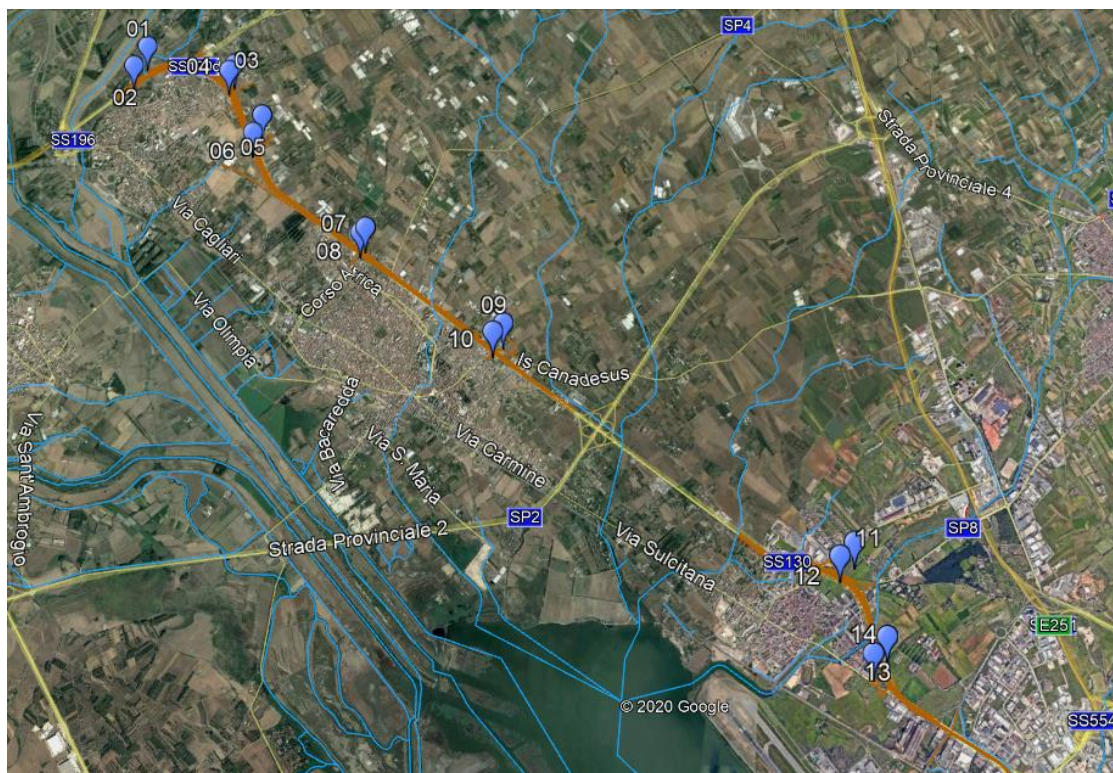 01
SP4
04
03
02
SS196
05
06
Strada Provinciale 4
Via Cagliari
07
08
Corso Africa
Via Olimpia
09
10
Is Canadesus
Via Sant'Ambrogio
Via Bacaredda
Via S. Maria
Via Carmine
SP2
Strada Provinciale 2
Via Sulcitana
SP8
11
SS130
12
E25
14
13
© 2020 Google
SS554